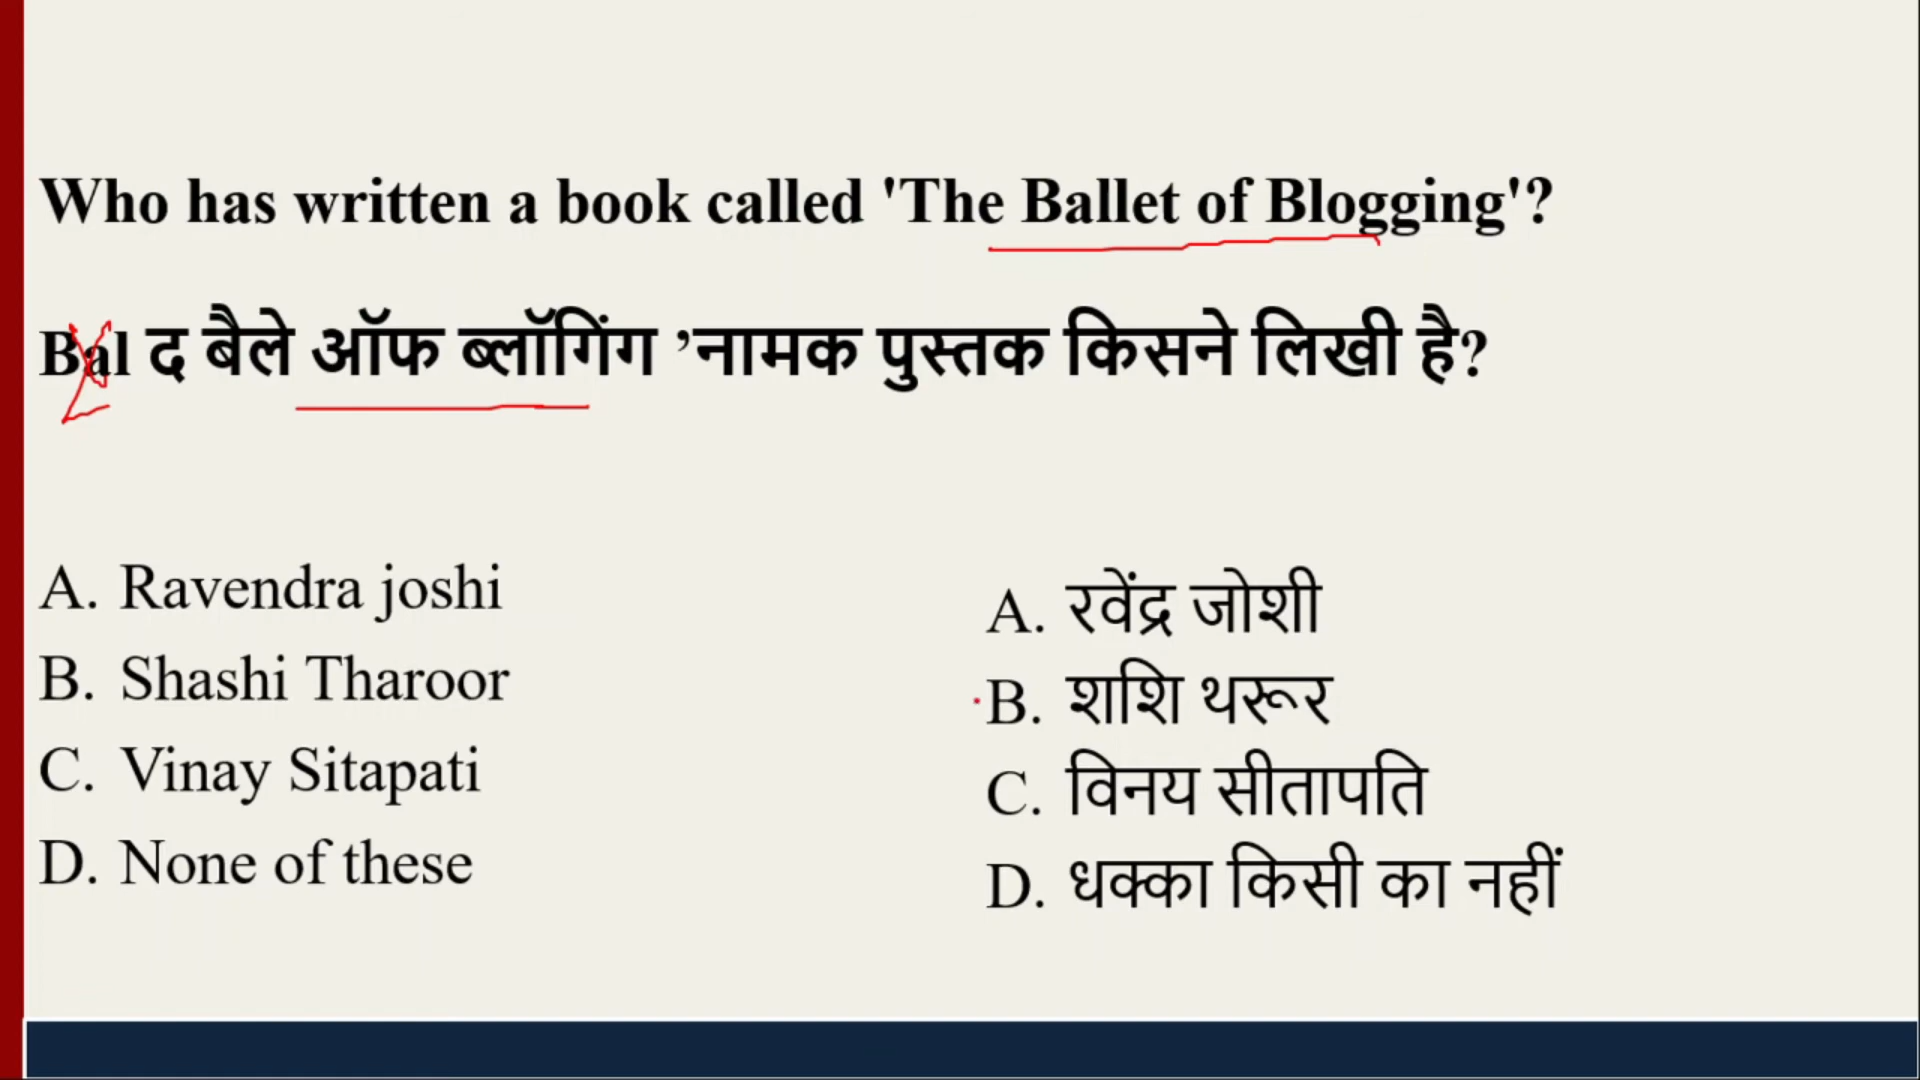 Who has written a book called 'The Ballet of Blogging'?
Bal द बैले ऑफ ब्लॉगिंग ’नामक पुस्तक किसने लिखी है?
A. Ravendra joshi
B. Shashi Tharoor
C. Vinay Sitapati
D. None of these
A. रवेंद्र जोशी
B. शशि थरूर
C. विनय सीतापति
D. धक्का किसी का नहीं